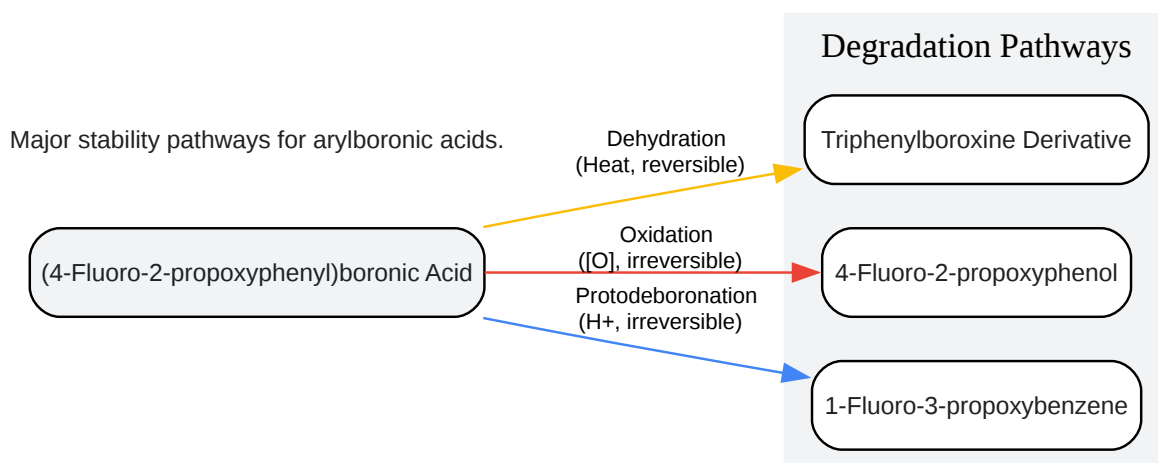 Degradation Pathways
Major stability pathways for arylboronic acids.
Dehydration
(Heat, reversible)
Triphenylboroxine Derivative
(4-Fluoro-2-propoxyphenyl)boronic Acid
Oxidation
([O], irreversible)
4-Fluoro-2-propoxyphenol
Protodeboronation
(H+, irreversible)
1-Fluoro-3-propoxybenzene